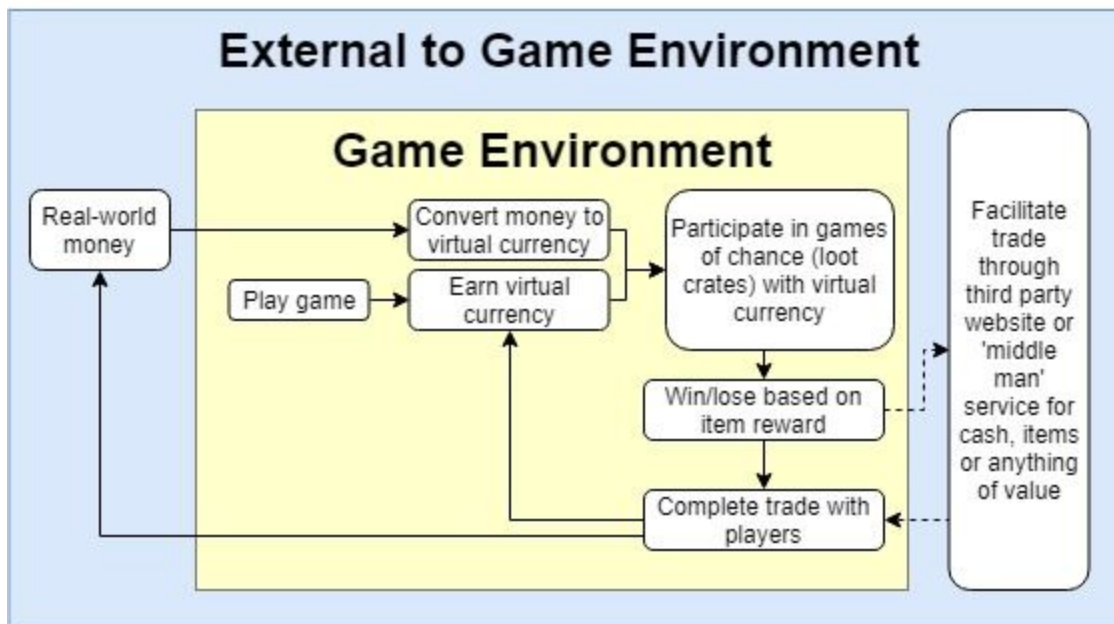 External to Game Environment
Game Environment
Real-world
money
Convert money to
virtual currency
Play game
Earn virtual
currency
Participate in games
of chance (loot
crates) with virtual
currency
Win/lose based on
item reward
Complete trade with
players
Facilitate
trade
through
third party
website or
'middle
man'
service for
cash, items
or anything
of value